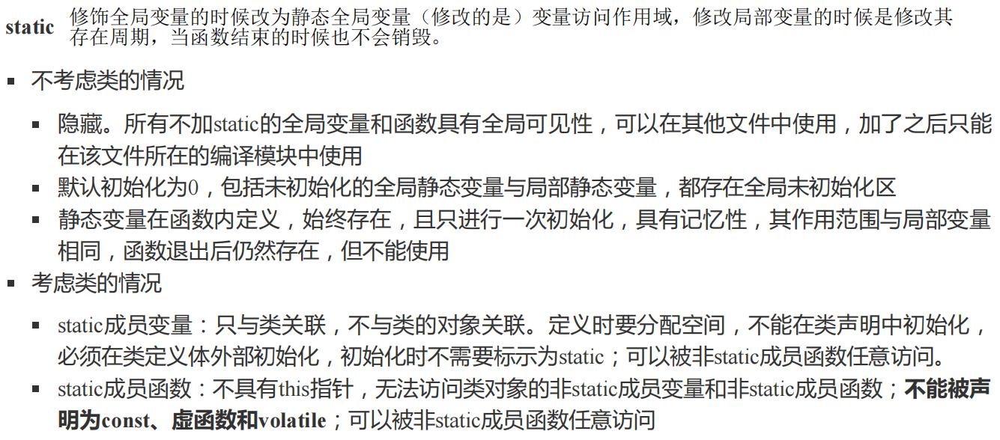 static 修饰全局变量的时候改为静态全局变量（修改的是）变量访问作用域，修改局部变量的时候是修改其
存在周期，当函数结束的时候也不会销毁。
▪ 不考虑类的情况
▪ 隐藏。所有不加static的全局变量和函数具有全局可见性，可以在其他文件中使用，加了之后只能
在该文件所在的编译模块中使用
▪ 默认初始化为0，包括未初始化的全局静态变量与局部静态变量，都存在全局未初始化区
▪ 静态变量在函数内定义，始终存在，且只进行一次初始化，具有记忆性，其作用范围与局部变量
相同，函数退出后仍然存在，但不能使用
▪ 考虑类的情况
▪ static成员变量：只与类关联，不与类的对象关联。定义时要分配空间，不能在类声明中初始化，
必须在类定义体外部初始化，初始化时不需要标示为static；可以被非static成员函数任意访问。
▪ static成员函数：不具有this指针，无法访问类对象的非static成员变量和非static成员函数；不能被声
明为const、虚函数和volatile；可以被非static成员函数任意访问